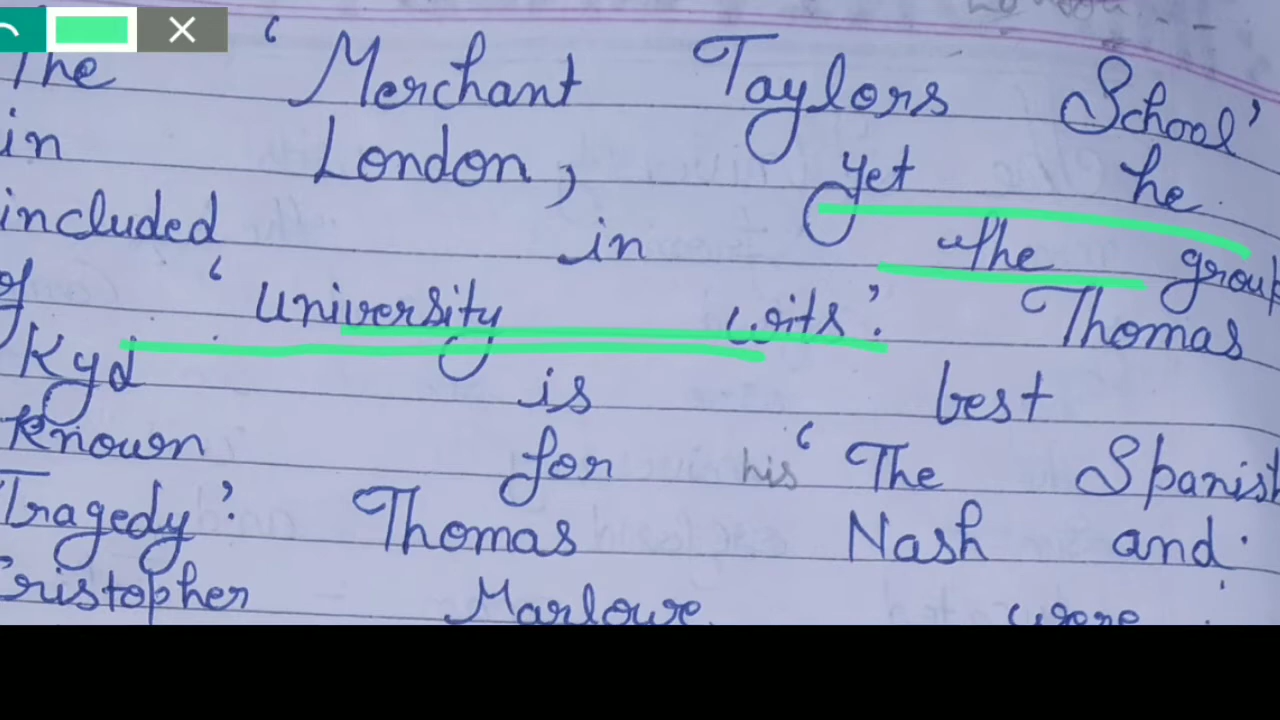 The 'Merchant Taylors School'
in London, yet he
included in the group
of 'University wits'. Thomas
Kyd is best
Known for his 'The Spanish
Tragedy'. Thomas Nash and
Cristopher Marlowe were